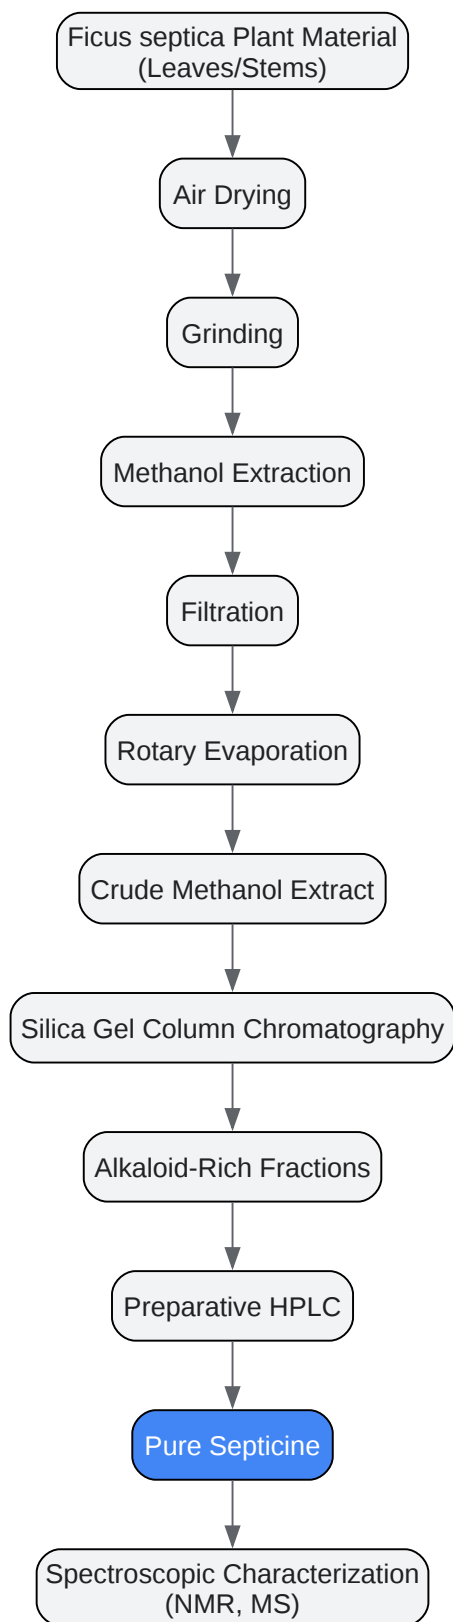 Ficus septica Plant Material
(Leaves/Stems)
Air Drying
Grinding
Methanol Extraction
Filtration
Rotary Evaporation
Crude Methanol Extract
Silica Gel Column Chromatography
Alkaloid-Rich Fractions
Preparative HPLC
Pure Septicine
Spectroscopic Characterization
(NMR, MS)